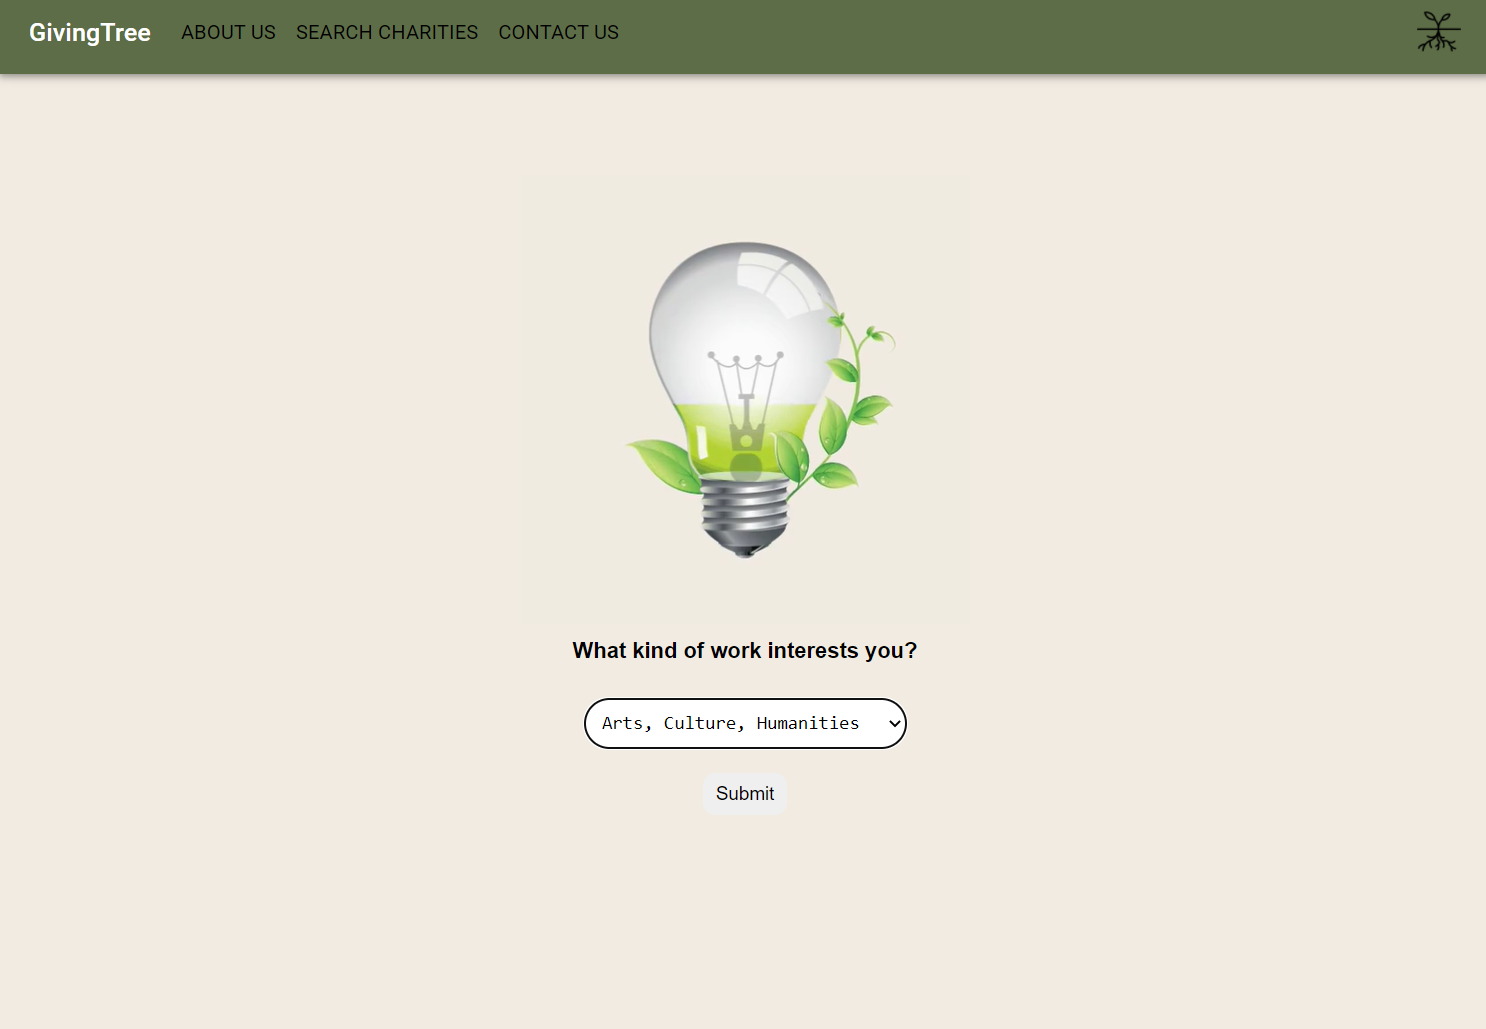 GivingTree ABOUT US SEARCH CHARITIES CONTACT US
What kind of work interests you?
Arts, Culture, Humanities
Submit